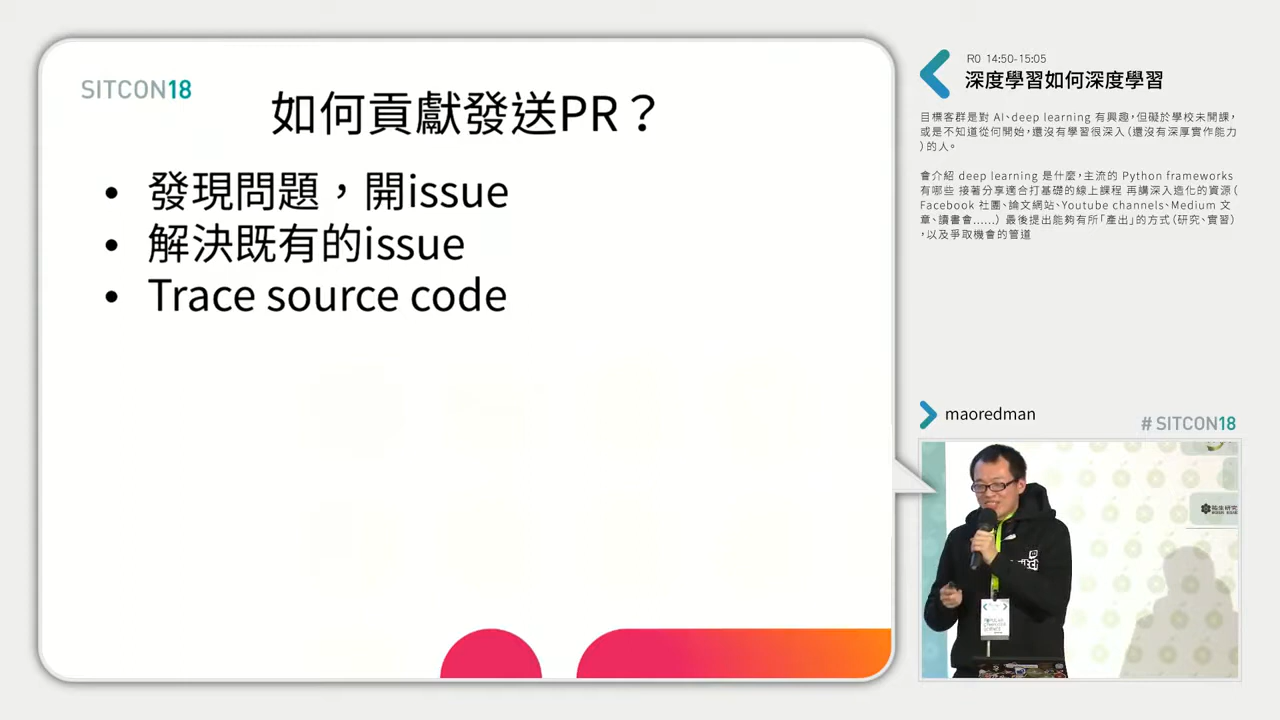 SITCON18
如何貢獻發送PR？
• 發現問題，開issue
• 解決既有的issue
• Trace source code
R0 14:50-15:05
深度學習如何深度學習
目標客群是對 AI、deep learning 有興趣，但礙於學校未開課，
或是不知道從何開始，還沒有學習很深入（還沒有深厚實作能力
）的人。
會介紹 deep learning 是什麼，主流的 Python frameworks
有哪些 接著分享適合打基礎的線上課程 再講深入造化的資源（
Facebook 社團、論文網站、Youtube channels、Medium 文
章、讀書會......） 最後提出能夠有所「產出」的方式（研究、實習）
，以及爭取機會的管道
maoredman
# SITCON18